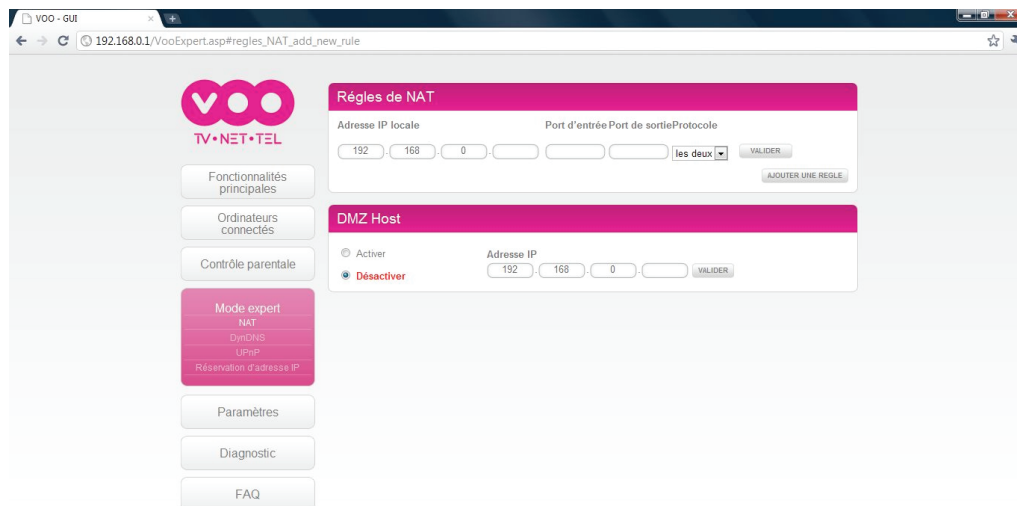 VOO - GUI
192.168.0.1/VooExpert.asp#regles_NAT_add_new_rule
VOO
TV•NET•TEL
Fonctionnalités
principales
Ordinateurs
connectés
Contrôle parentale
Mode expert
NAT
DynDNS
UPnP
Réservation d'adresse IP
Paramètres
Diagnostic
FAQ
Régles de NAT
Adresse IP locale Port d'entrée Port de sortie Protocole
192 . 168 . 0 . les deux VALIDER
AJOUTER UNE REGLE
DMZ Host
Activer
Désactiver
Adresse IP
192 . 168 . 0 . VALIDER